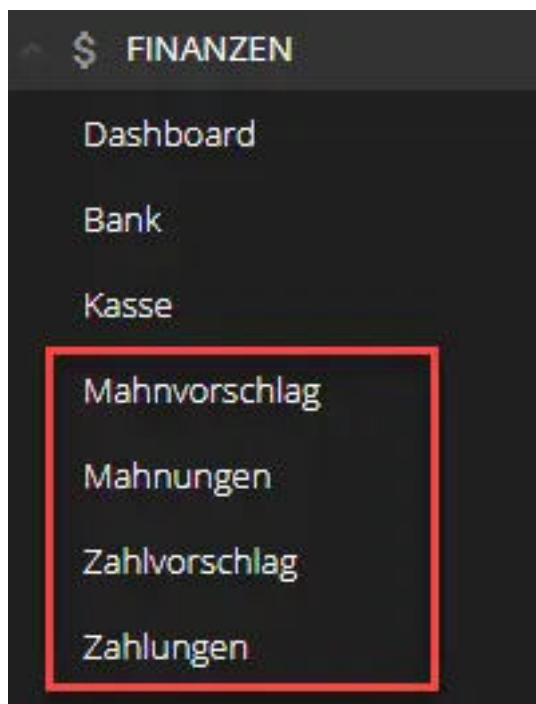 $ FINANZEN
Dashboard
Bank
Kasse
Mahnvorschlag
Mahnungen
Zahlvorschlag
Zahlungen